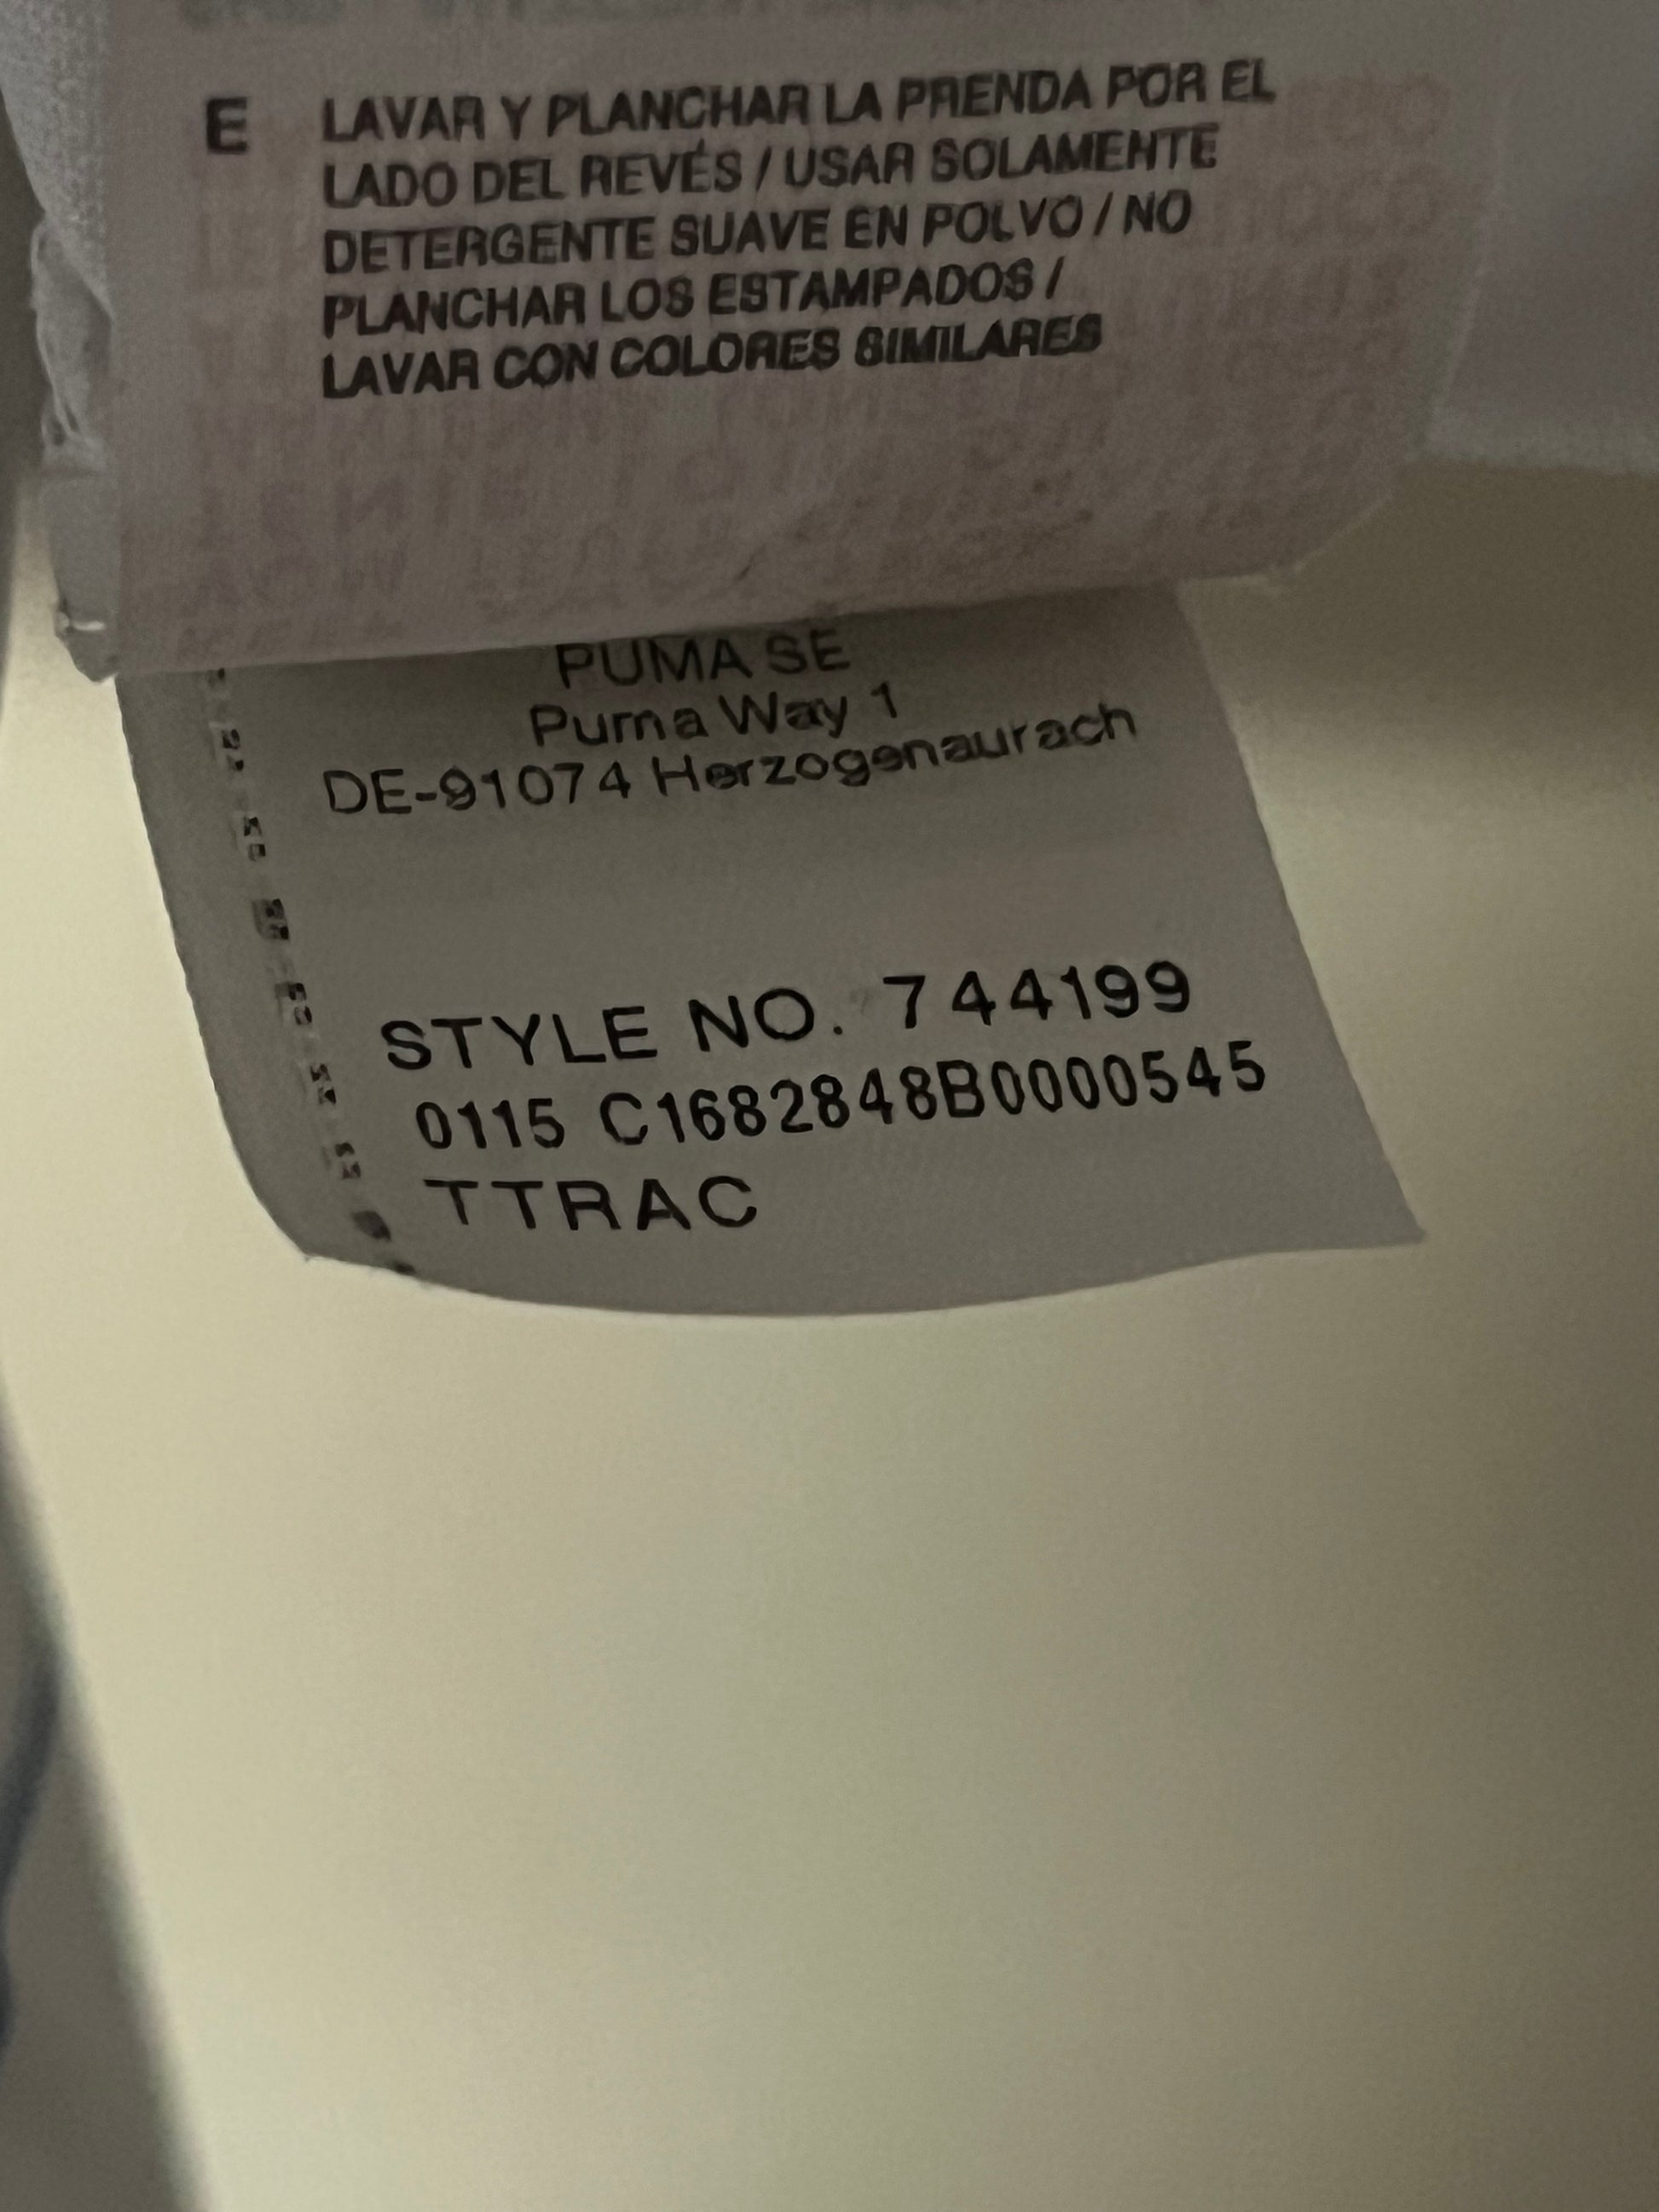 E LAVAR Y PLANCHAR LA PRENDA POR EL
LADO DEL REVÉS / USAR SOLAMENTE
DETERGENTE SUAVE EN POLVO / NO
PLANCHAR LOS ESTAMPADOS /
LAVAR CON COLORES SIMILARES
PUMA SE
Puma Way 1
DE-91074 Herzogenaurach
STYLE NO. 744199
0115 C1682848B0000545
TTRAC